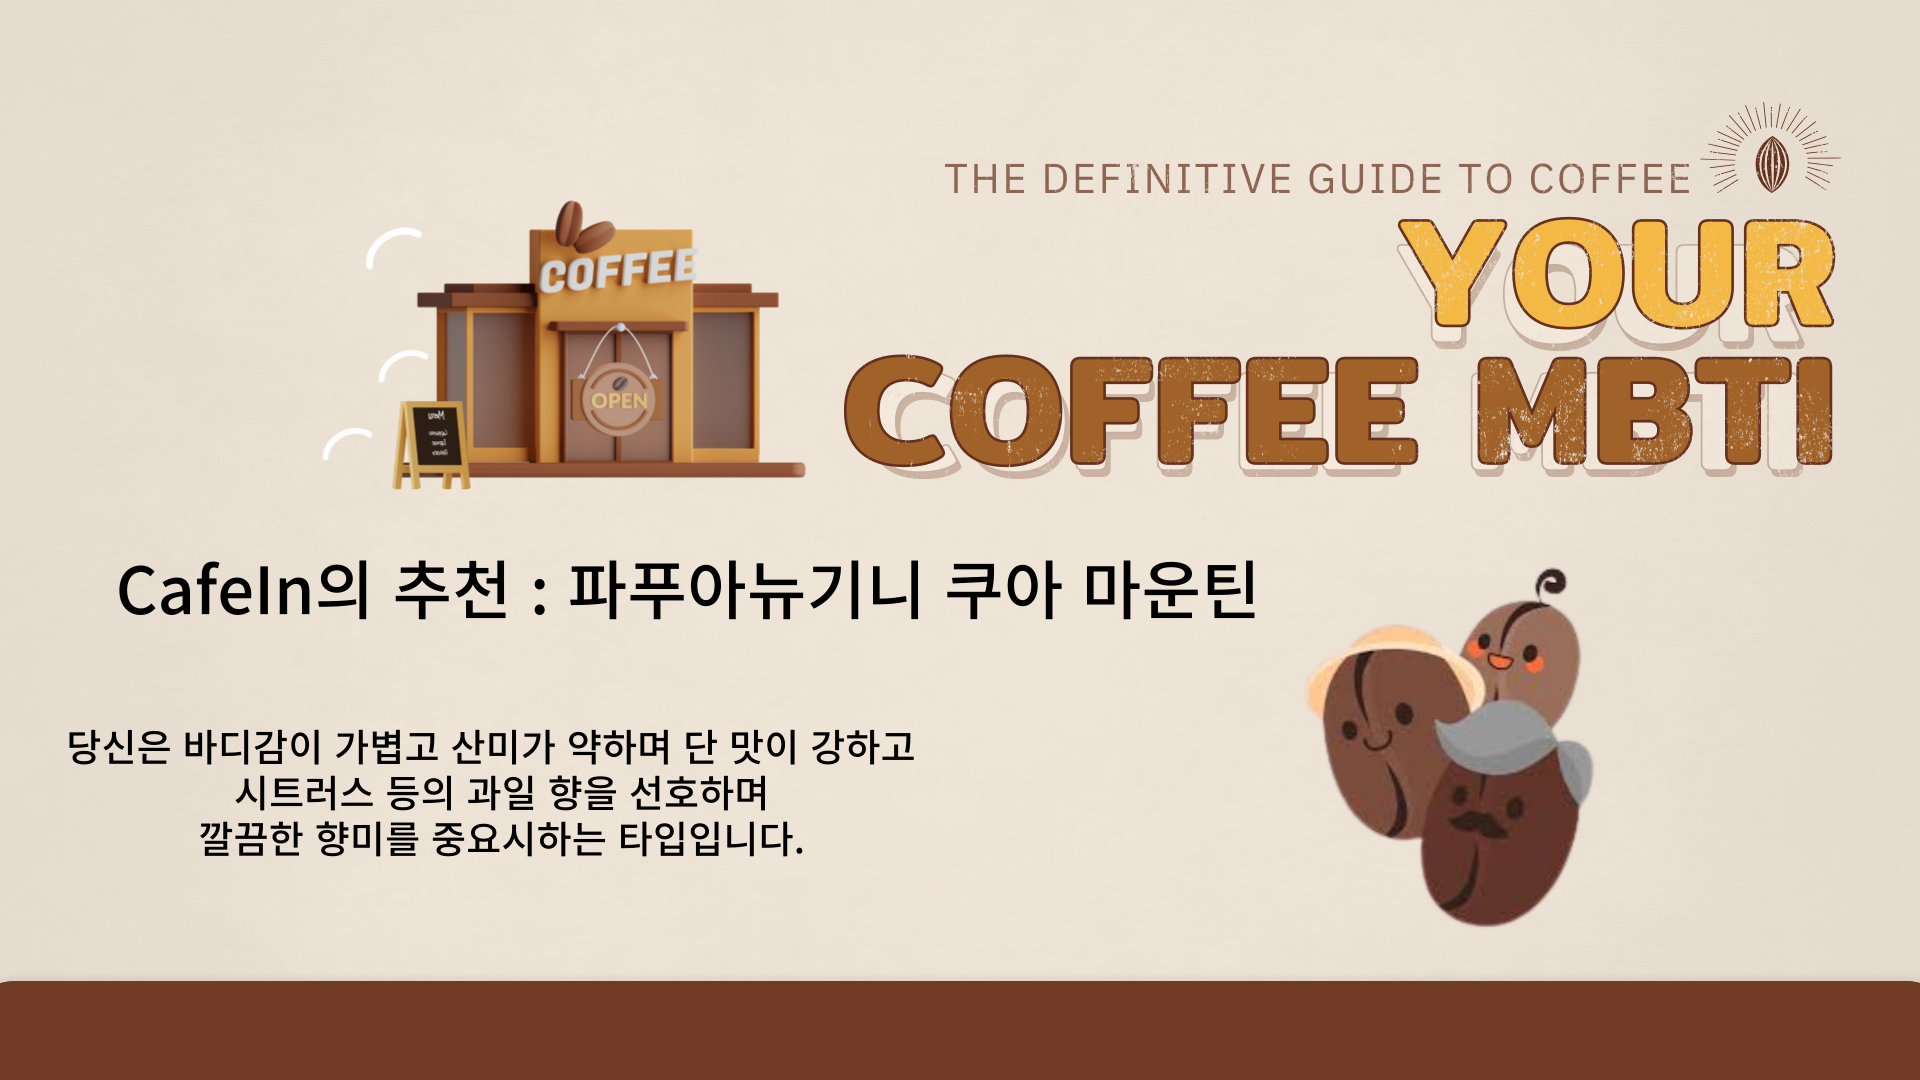 THE DEFINITIVE GUIDE TO COFFEE
YOUR
COFFEE MBTI
COFFEE
OPEN
Menu
CafeIn의 추천 : 파푸아뉴기니 쿠아 마운틴
당신은 바디감이 가볍고 산미가 약하며 단 맛이 강하고
시트러스 등의 과일 향을 선호하며
깔끔한 향미를 중요시하는 타입입니다.